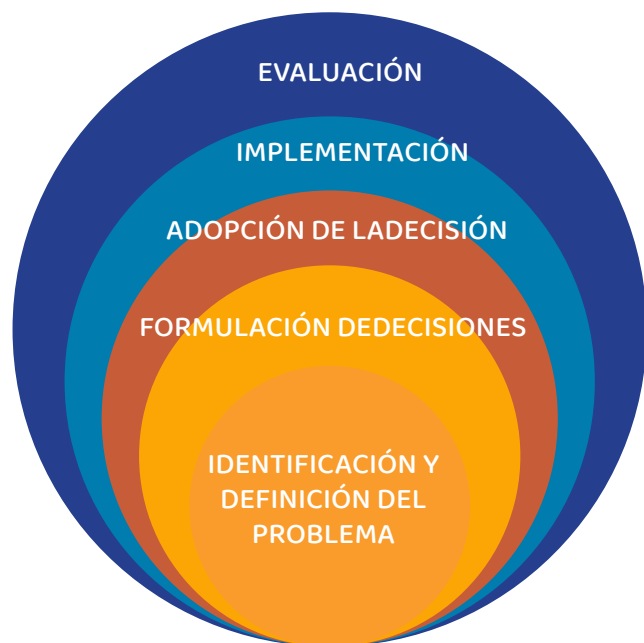 EVALUACIÓN
IMPLEMENTACIÓN
ADOPCIÓN DE LADECISIÓN
FORMULACIÓN DEDECISIONES
IDENTIFICACIÓN Y
DEFINICIÓN DEL
PROBLEMA